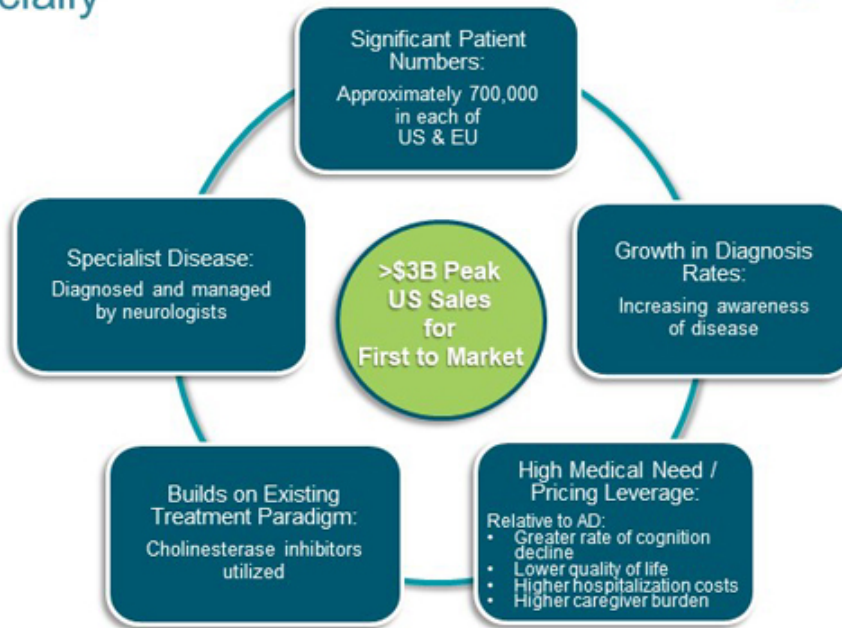 Significant Patient
Numbers:
Approximately 700,000
in each of
US & EU
Specialist Disease:
Diagnosed and managed
by neurologists
>$3B Peak
US Sales
for
First to Market
Growth in Diagnosis
Rates:
Increasing awareness
of disease
Builds on Existing
Treatment Paradigm:
Cholinesterase inhibitors
utilized
High Medical Need /
Pricing Leverage:
Relative to AD:
• Greater rate of cognition
decline
• Lower quality of life
• Higher hospitalization costs
• Higher caregiver burden